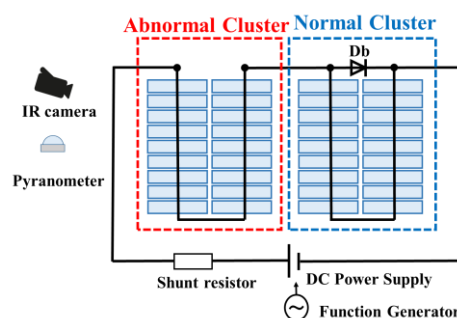 Abnormal Cluster
Normal Cluster
Db
IR camera
Pyranometer
Shunt resistor
DC Power Supply
Function Generator